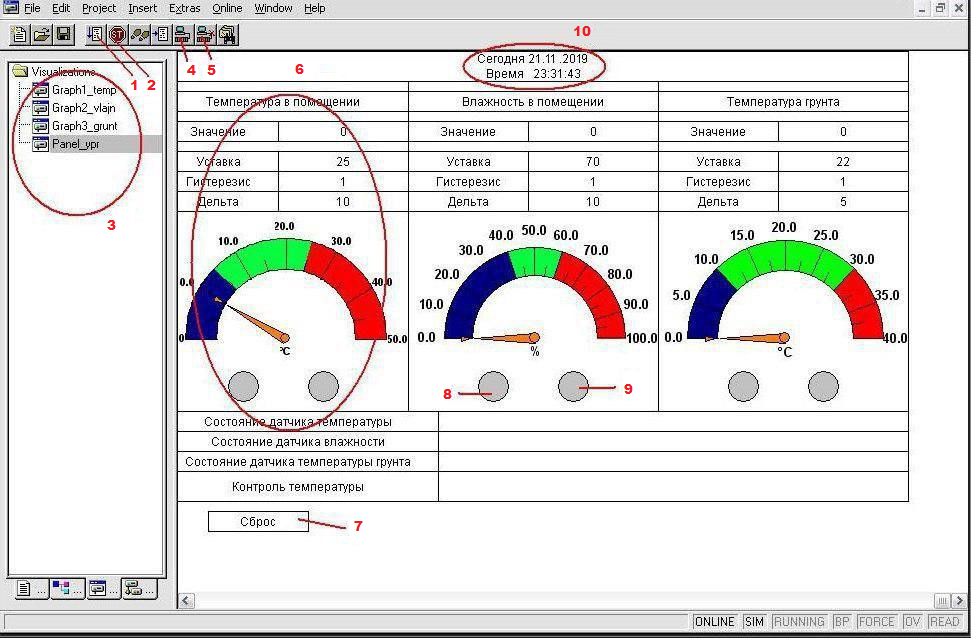 File Edit Project Insert Extras Online Window Help
ST
10
4 5 6
1 2
Visualizations
Graph1_temp
Graph2_vlajn
Graph3_grunt
Panel_ypr
3
Сегодня 21.11.2019
Время 23:31:43
Температура в помещении Влажность в помещении Температура грунта
Значение 0 Значение 0 Значение 0
Уставка 25 Уставка 70 Уставка 22
Гистерезис 1 Гистерезис 1 Гистерезис 1
Дельта 10 Дельта 10 Дельта 5
0.0 10.0 20.0 30.0 40.0 50.0
°C
0.0 10.0 20.0 30.0 40.0 50.0 60.0 70.0 80.0 90.0 100.0
%
0.0 5.0 10.0 15.0 20.0 25.0 30.0 35.0 40.0
°C
8 9
Состояние датчика температуры
Состояние датчика влажности
Состояние датчика температуры грунта
Контроль температуры
Сброс 7
... ... ... ...
ONLINE SIM RUNNING BP FORCE OV READ